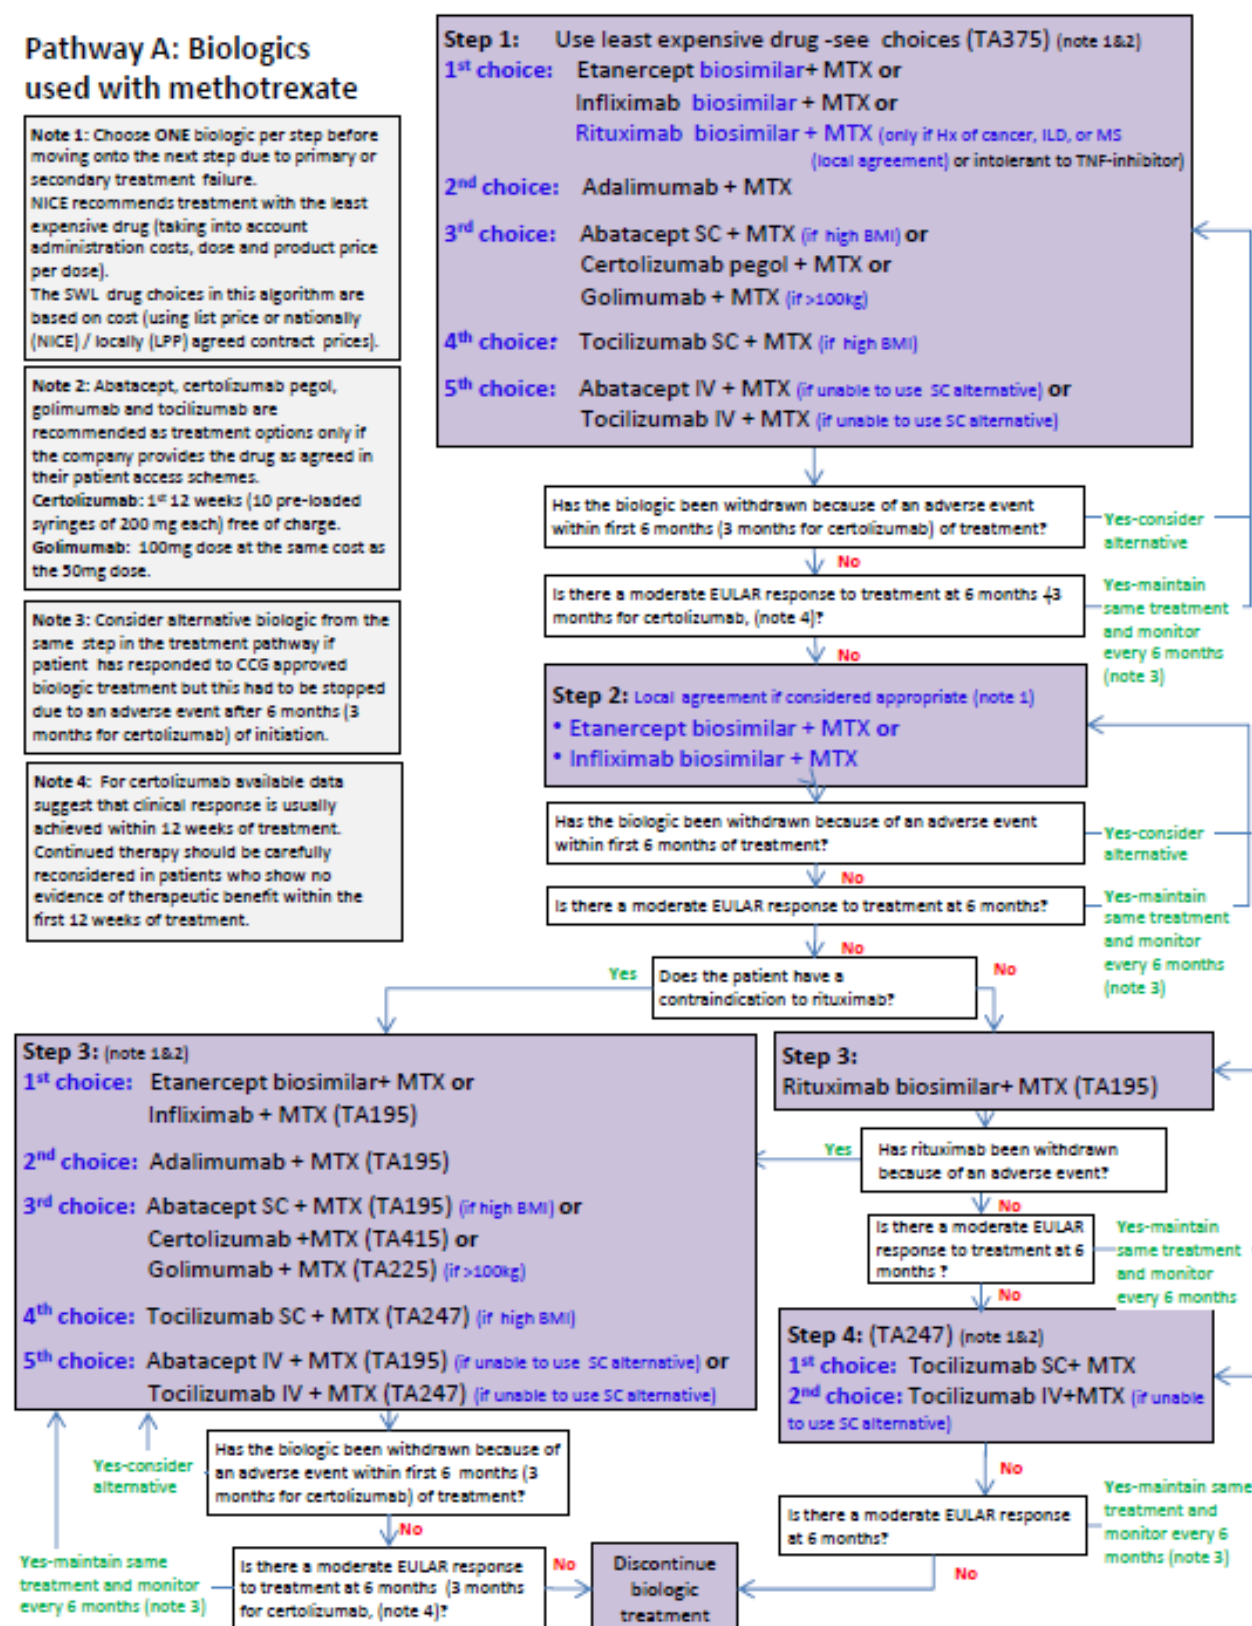 Pathway A: Biologics
used with methotrexate
Note 1: Choose ONE biologic per step before
moving onto the next step due to primary or
secondary treatment failure.
NICE recommends treatment with the least
expensive drug (taking into account
administration costs, dose and product price
per dose).
The SWL drug choices in this algorithm are
based on cost (using list price or nationally
(NICE) / locally (LPP) agreed contract prices).
Note 2: Abatacept, certolizumab pegol,
golimumab and tocilizumab are
recommended as treatment options only if
the company provides the drug as agreed in
their patient access schemes.
Certolizumab: 1st 12 weeks (10 pre-loaded
syringes of 200 mg each) free of charge.
Golimumab: 100mg dose at the same cost as
the 50mg dose.
Note 3: Consider alternative biologic from the
same step in the treatment pathway if
patient has responded to CCG approved
biologic treatment but this had to be stopped
due to an adverse event after 6 months (3
months for certolizumab) of initiation.
Note 4: For certolizumab available data
suggest that clinical response is usually
achieved within 12 weeks of treatment.
Continued therapy should be carefully
reconsidered in patients who show no
evidence of therapeutic benefit within the
first 12 weeks of treatment.
Step 1: Use least expensive drug -see choices (TA375) (note 1&2)
1st choice: Etanercept biosimilar+ MTX or
Infliximab biosimilar + MTX or
Rituximab biosimilar + MTX (only if Hx of cancer, ILD, or MS
(local agreement) or intolerant to TNF-inhibitor)
2nd choice: Adalimumab + MTX
3rd choice: Abatacept SC + MTX (if high BMI) or
Certolizumab pegol + MTX or
Golimumab + MTX (if >100kg)
4th choice: Tocilizumab SC + MTX (if high BMI)
5th choice: Abatacept IV + MTX (if unable to use SC alternative) or
Tocilizumab IV + MTX (if unable to use SC alternative)
Has the biologic been withdrawn because of an adverse event
within first 6 months (3 months for certolizumab) of treatment?
Yes-consider
alternative
No
Is there a moderate EULAR response to treatment at 6 months (3
months for certolizumab, (note 4)?
Yes-maintain
same treatment
and monitor
every 6 months
(note 3)
No
Step 2: Local agreement if considered appropriate (note 1)
• Etanercept biosimilar + MTX or
• Infliximab biosimilar + MTX
Has the biologic been withdrawn because of an adverse event
within first 6 months of treatment?
Yes-consider
alternative
No
Is there a moderate EULAR response to treatment at 6 months?
Yes-maintain
same treatment
and monitor
every 6 months
(note 3)
No
Yes
Does the patient have a
contraindication to rituximab?
No
Step 3: (note 1&2)
1st choice: Etanercept biosimilar+ MTX or
Infliximab + MTX (TA195)
2nd choice: Adalimumab + MTX (TA195)
3rd choice: Abatacept SC + MTX (TA195) (if high BMI) or
Certolizumab +MTX (TA415) or
Golimumab + MTX (TA225) (if >100kg)
4th choice: Tocilizumab SC + MTX (TA247) (if high BMI)
5th choice: Abatacept IV + MTX (TA195) (if unable to use SC alternative) or
Tocilizumab IV + MTX (TA247) (if unable to use SC alternative)
Step 3:
Rituximab biosimilar+ MTX (TA195)
Yes
Has rituximab been withdrawn
because of an adverse event?
No
Is there a moderate EULAR
response to treatment at 6
months ?
Yes-maintain
same treatment
and monitor
every 6 months
No
Step 4: (TA247) (note 1&2)
1st choice: Tocilizumab SC+ MTX
2nd choice: Tocilizumab IV+MTX (if unable
to use SC alternative)
No
Is there a moderate EULAR response
at 6 months?
Yes-maintain same
treatment and
monitor every 6
months (note 3)
No
Yes-consider
alternative
Has the biologic been withdrawn because of
an adverse event within first 6 months (3
months for certolizumab) of treatment?
No
Yes-maintain same
treatment and monitor
every 6 months (note 3)
Is there a moderate EULAR response
to treatment at 6 months (3 months
for certolizumab, (note 4)?
No
Discontinue
biologic
treatment